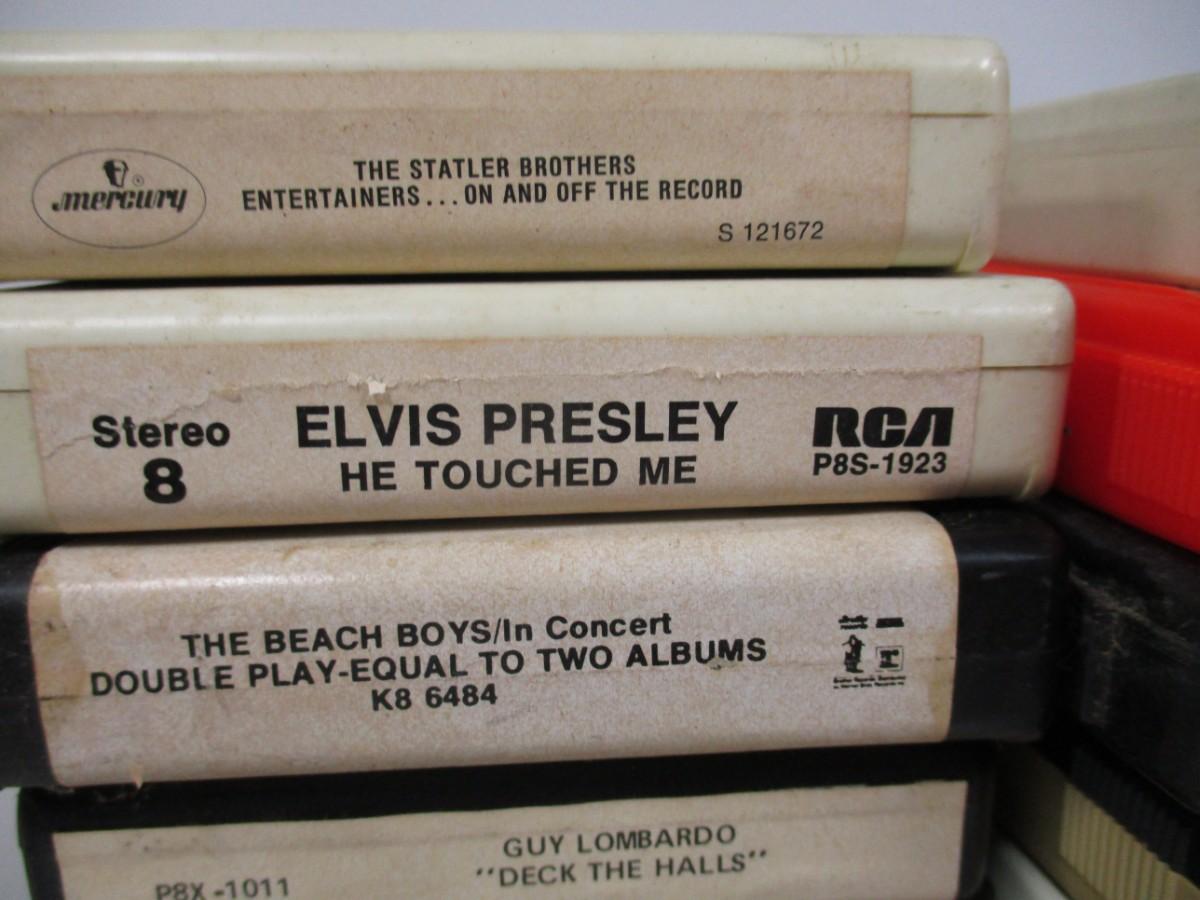 mercury
THE STATLER BROTHERS
ENTERTAINERS...ON AND OFF THE RECORD
S 121672
Stereo
8
ELVIS PRESLEY
HE TOUCHED ME
RCA
P8S-1923
THE BEACH BOYS/In Concert
DOUBLE PLAY-EQUAL TO TWO ALBUMS
K8 6484
GUY LOMBARDO
"DECK THE HALLS"
P8X-1011